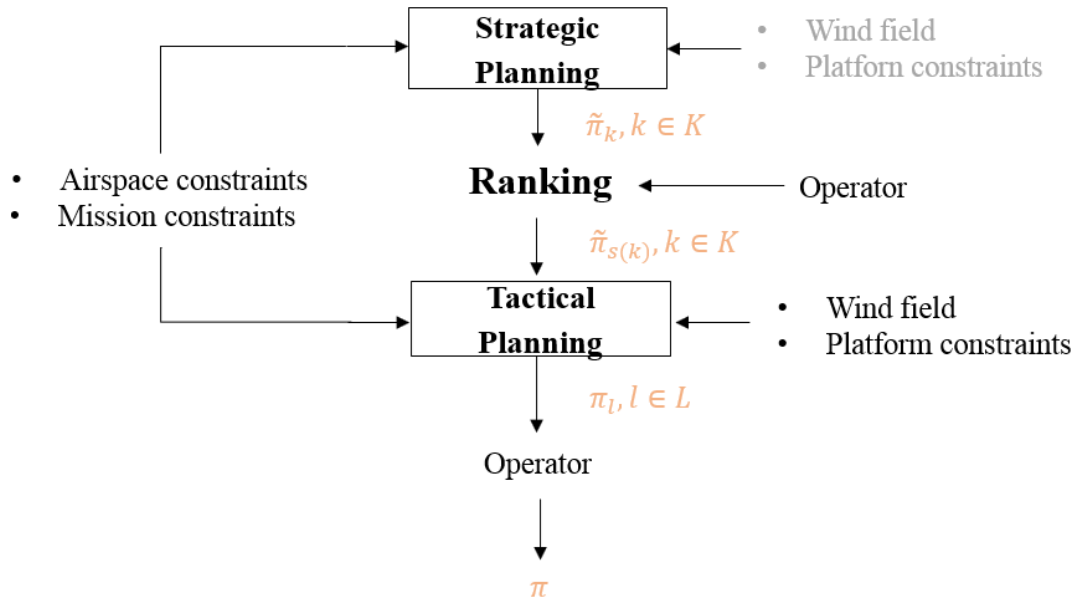 Strategic
Planning
• Wind field
• Platforn constraints
π̃ₖ, k ∈ K
• Airspace constraints
• Mission constraints
Ranking
Operator
π̃ₛ₍ₖ₎, k ∈ K
Tactical
Planning
• Wind field
• Platform constraints
πₗ, l ∈ L
Operator
π